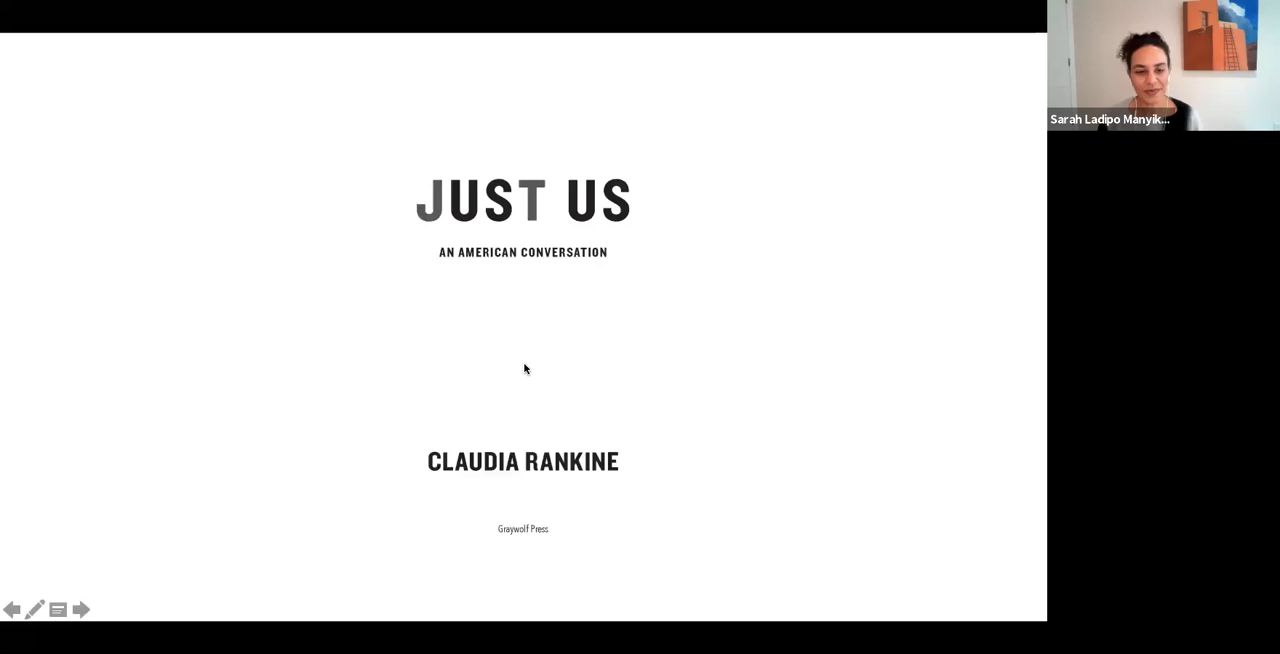 JUST US
AN AMERICAN CONVERSATION
CLAUDIA RANKINE
Graywolf Press
Sarah Ladipo Manyik...